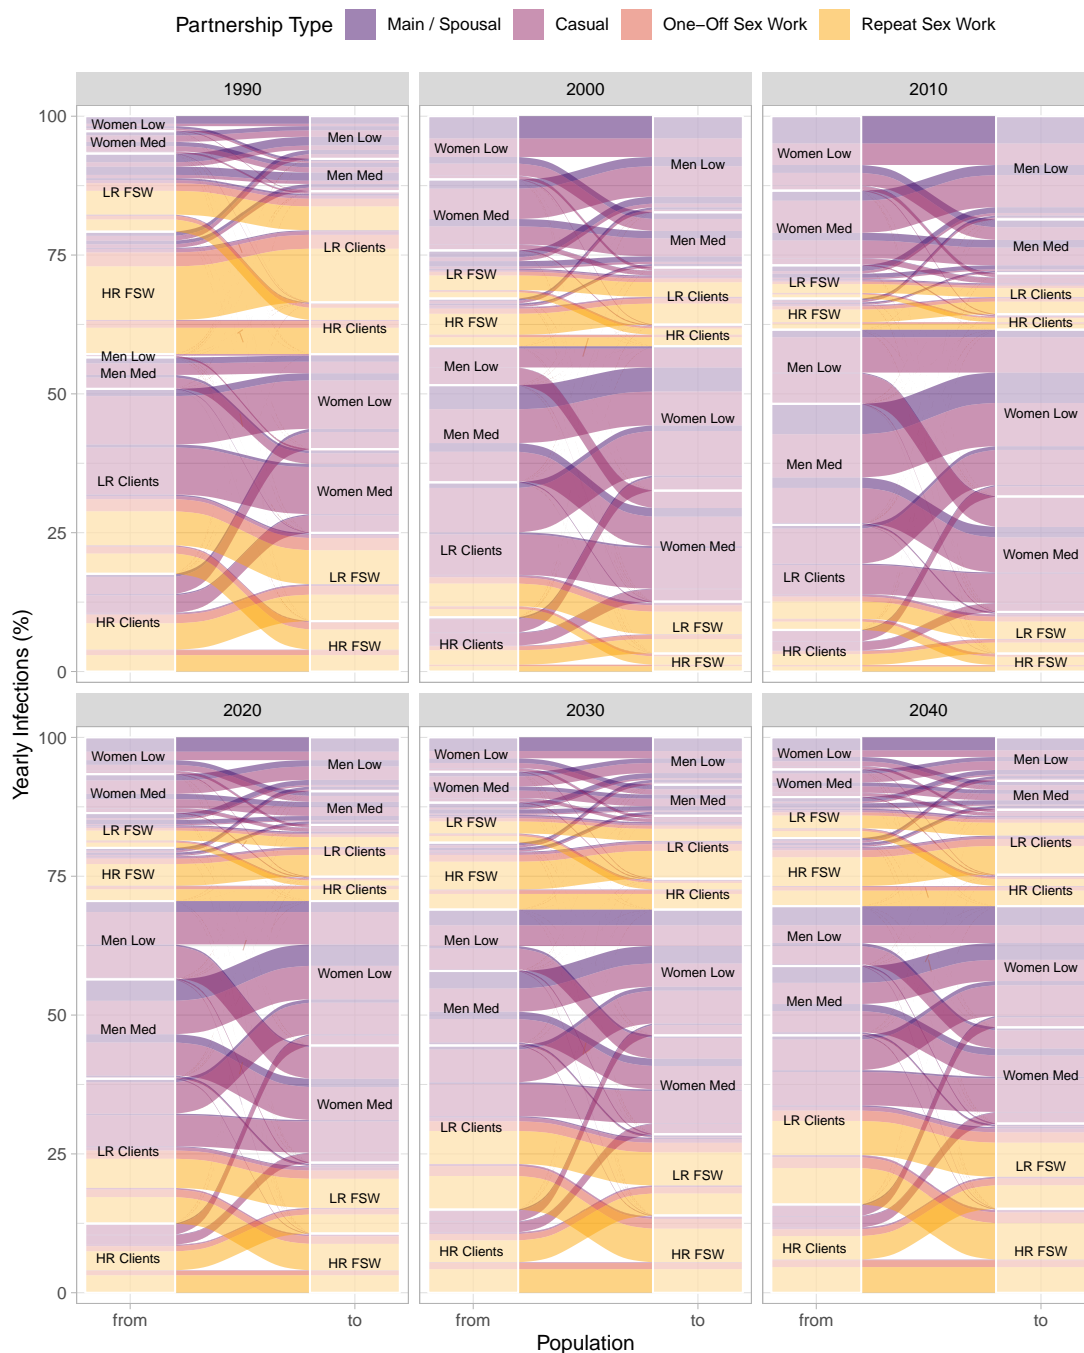 Partnership Type Main / Spousal Casual One−Off Sex Work Repeat Sex Work
1990
2000
2010
Yearly Infections (%)
100
75
50
25
0
Women Low
Women Med
LR FSW
HR FSW
Men Low
Men Med
LR Clients
HR Clients
Men Low
Men Med
LR Clients
HR Clients
Women Low
Women Med
LR FSW
HR FSW
Women Low
Women Med
LR FSW
HR FSW
Men Low
Men Med
LR Clients
HR Clients
Men Low
Men Med
LR Clients
HR Clients
Women Low
Women Med
LR FSW
HR FSW
Women Low
Women Med
LR FSW
HR FSW
Men Low
Men Med
LR Clients
HR Clients
Men Low
Men Med
LR Clients
HR Clients
Women Low
Women Med
LR FSW
HR FSW
2020
2030
2040
100
75
50
25
0
Women Low
Women Med
LR FSW
HR FSW
Men Low
Men Med
LR Clients
HR Clients
Men Low
Men Med
LR Clients
HR Clients
Women Low
Women Med
LR FSW
HR FSW
Women Low
Women Med
LR FSW
HR FSW
Men Low
Men Med
LR Clients
HR Clients
Men Low
Men Med
LR Clients
HR Clients
Women Low
Women Med
LR FSW
HR FSW
Women Low
Women Med
LR FSW
HR FSW
Men Low
Men Med
LR Clients
HR Clients
Men Low
Men Med
LR Clients
HR Clients
Women Low
Women Med
LR FSW
HR FSW
from to from to from to
Population